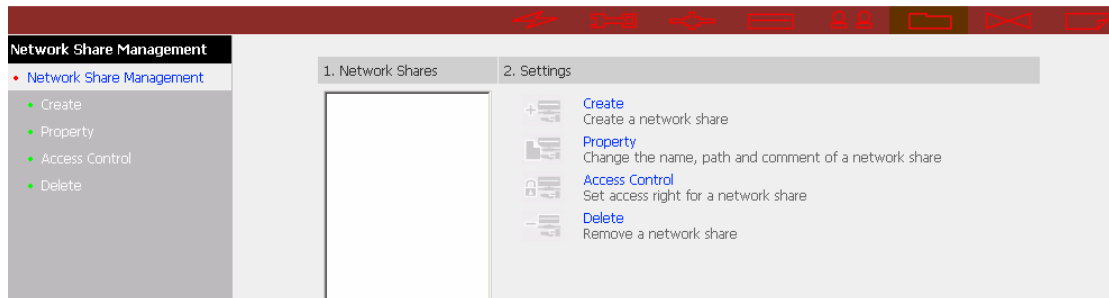 Network Share Management
Network Share Management
Create
Property
Access Control
Delete
1. Network Shares
2. Settings
Create
Create a network share
Property
Change the name, path and comment of a network share
Access Control
Set access right for a network share
Delete
Remove a network share